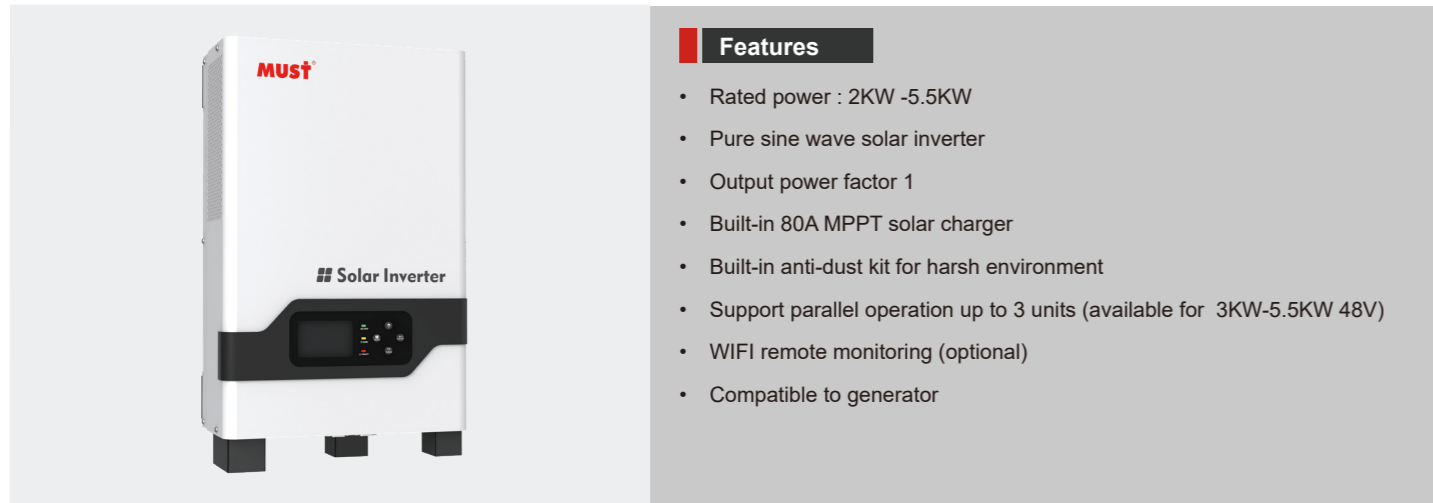 MUST®
Solar Inverter
Features
• Rated power : 2KW -5.5KW
• Pure sine wave solar inverter
• Output power factor 1
• Built-in 80A MPPT solar charger
• Built-in anti-dust kit for harsh environment
• Support parallel operation up to 3 units (available for  3KW-5.5KW 48V)
• WIFI remote monitoring (optional)
• Compatible to generator